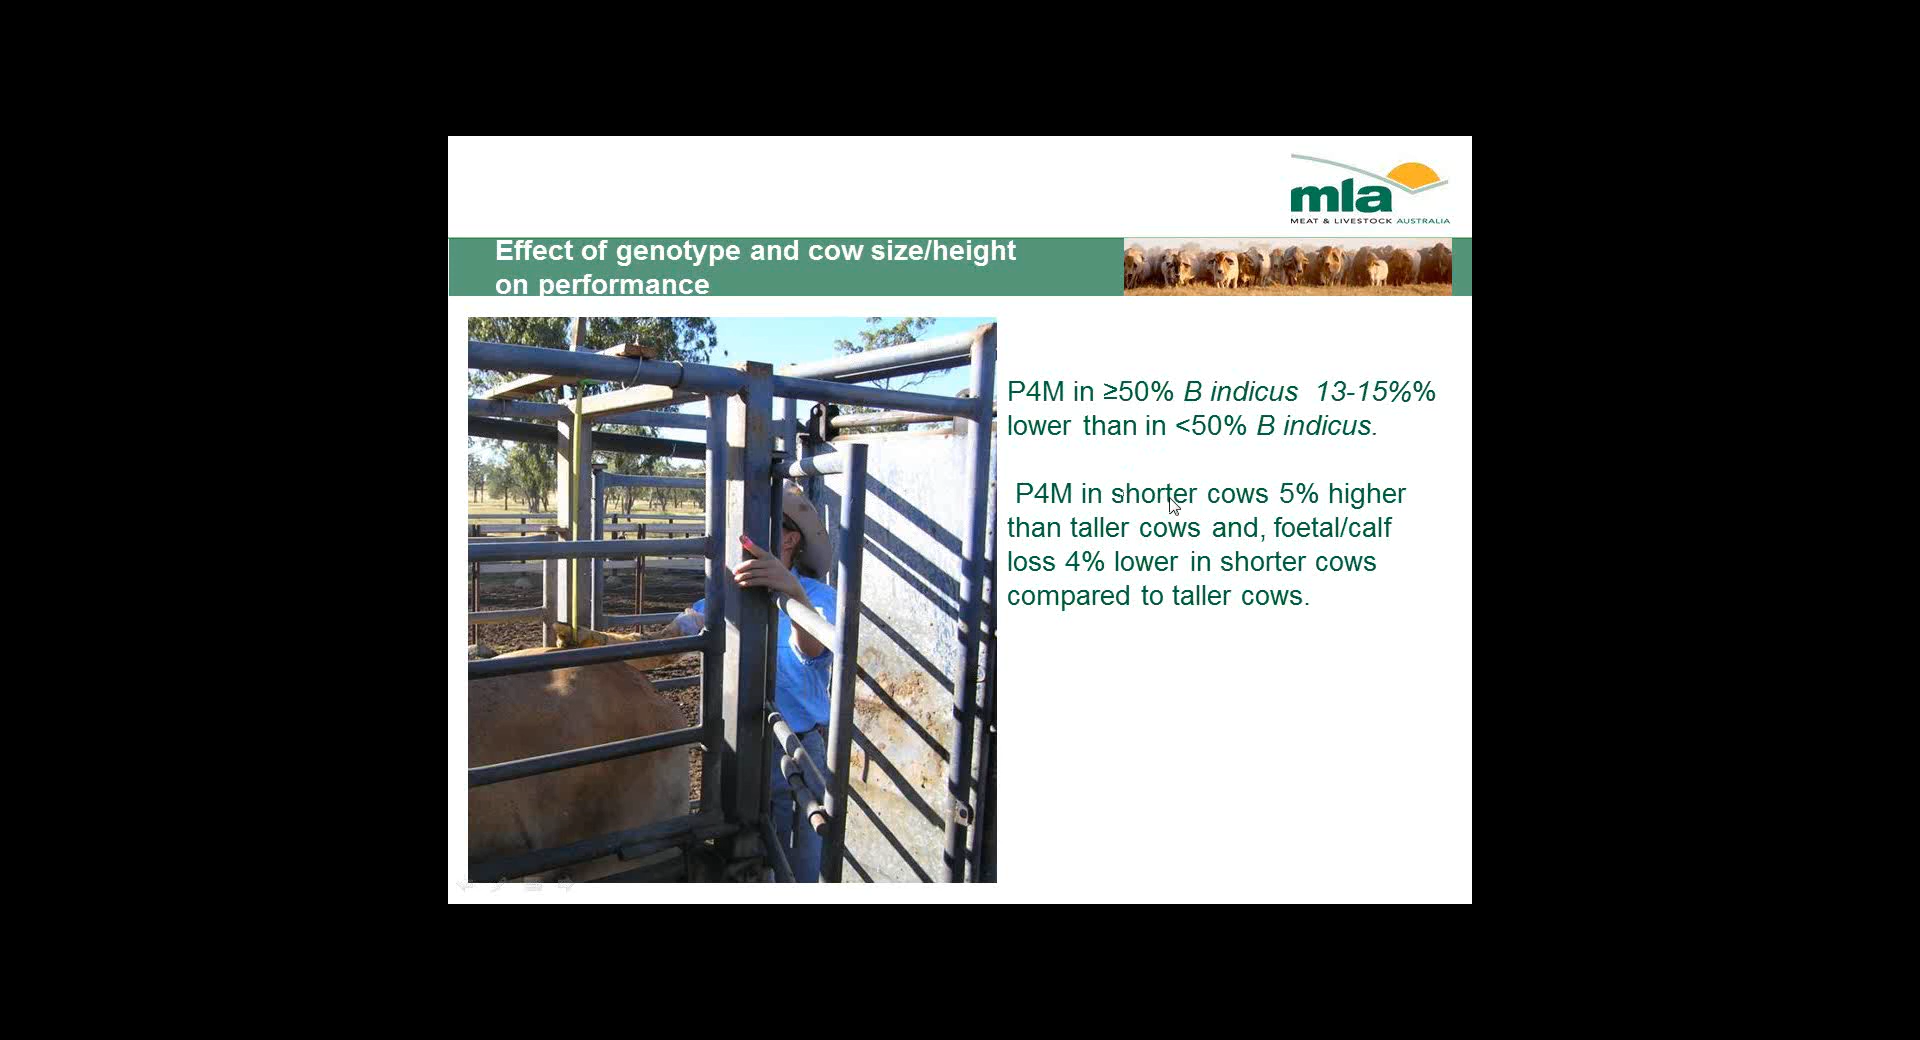 mla
MEAT & LIVESTOCK AUSTRALIA
Effect of genotype and cow size/height
on performance
P4M in ≥50% B indicus 13-15%%
lower than in <50% B indicus.
P4M in shorter cows 5% higher
than taller cows and, foetal/calf
loss 4% lower in shorter cows
compared to taller cows.